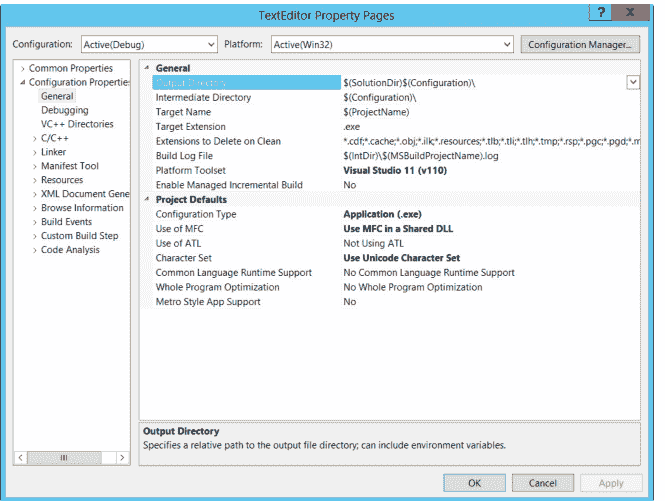 TextEditor Property Pages
?
X
Configuration: Active(Debug) Platform: Active(Win32) Configuration Manager...
Common Properties
Configuration Propertie
General
Debugging
VC++ Directories
C/C++
Linker
Manifest Tool
Resources
XML Document Gene
Browse Information
Build Events
Custom Build Step
Code Analysis
General
Output Directory $(SolutionDir)$(Configuration)\
Intermediate Directory $(Configuration)\
Target Name $(ProjectName)
Target Extension .exe
Extensions to Delete on Clean *.cdf;*.cache;*.obj;*.ilk;*.resources;*.tlb;*.tli;*.tlh;*.tmp;*.rsp;*.pgc;*.pgd;*.m
Build Log File $(IntDir)\$(MSBuildProjectName).log
Platform Toolset Visual Studio 11 (v110)
Enable Managed Incremental Build No
Project Defaults
Configuration Type Application (.exe)
Use of MFC Use MFC in a Shared DLL
Use of ATL Not Using ATL
Character Set Use Unicode Character Set
Common Language Runtime Support No Common Language Runtime Support
Whole Program Optimization No Whole Program Optimization
Metro Style App Support No
Output Directory
Specifies a relative path to the output file directory; can include environment variables.
OK Cancel Apply